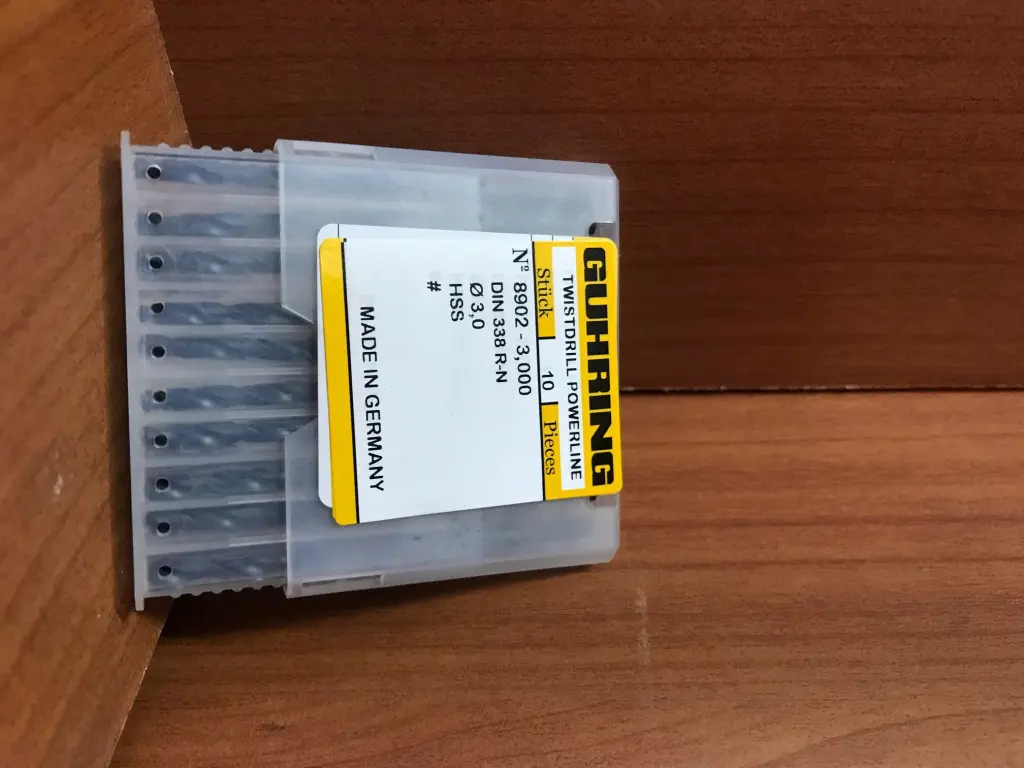 GUHRING
TWISTDRILL POWERLINE
Stück 10 Pieces
Nº 8902 - 3,000
DIN 338 R-N
Ø 3,0
HSS
#
MADE IN GERMANY